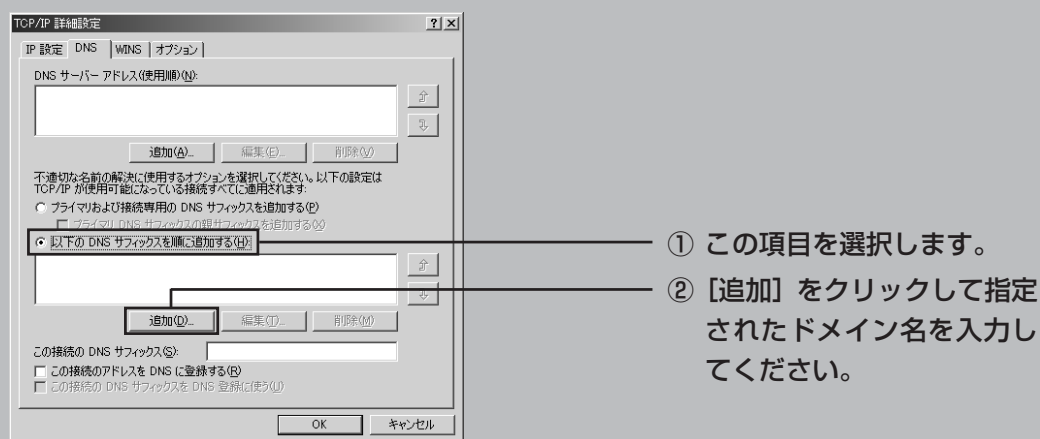 TCP/IP 詳細設定
IP 設定 DNS WINS オプション
DNS サーバー アドレス(使用順)(N):
追加(A)... 編集(E)... 削除(V)
不適切な名前の解決に使用するオプションを選択してください。以下の設定は
TCP/IP が使用可能になっている接続すべてに適用されます:
プライマリおよび接続専用の DNS サフィックスを追加する(P)
プライマリ DNS サフィックスの親サフィックスを追加する(X)
以下の DNS サフィックスを順に追加する(H):
① この項目を選択します。
② [追加] をクリックして指定
されたドメイン名を入力し
てください。
追加(D)... 編集(T)... 削除(M)
この接続の DNS サフィックス(S):
この接続のアドレスを DNS に登録する(R)
この接続の DNS サフィックスを DNS 登録に使う(U)
OK キャンセル